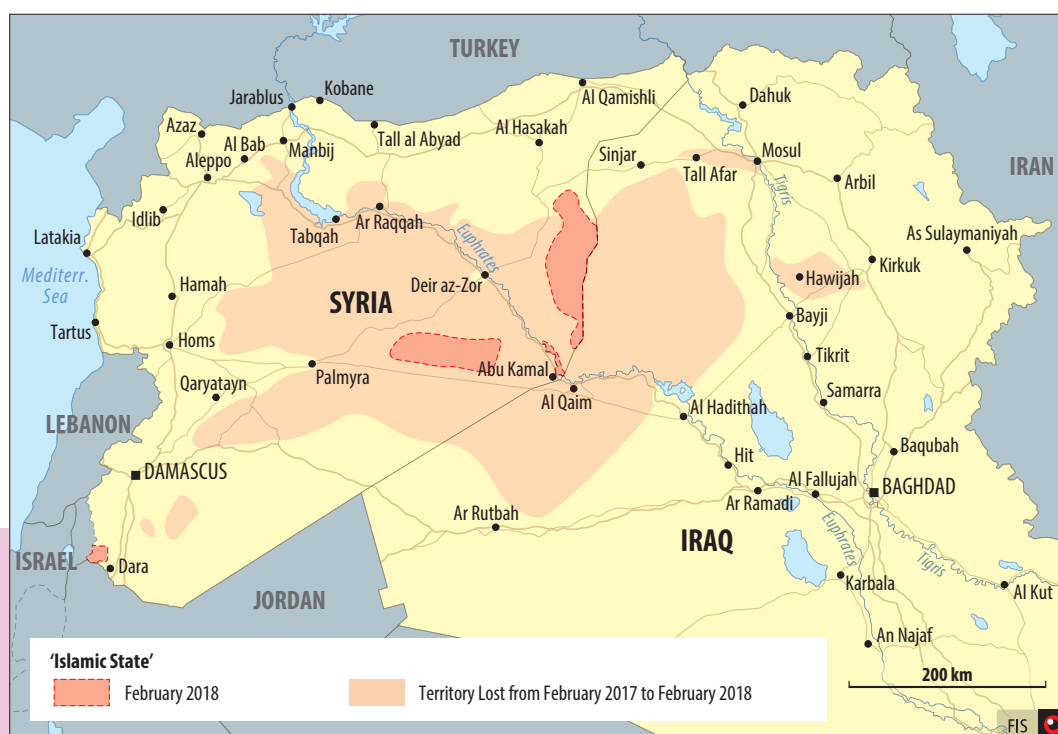 TURKEY
Kobane
Jarablus
Al Qamishli
Dahuk
Azaz
Al Bab
Manbij
Tall al Abyad
Al Hasakah
Aleppo
Sinjar
Tall Afar
Mosul
IRAN
Tigris
Arbil
Idlib
Tabqah
Ar Raqqah
Euphrates
Latakia
As Sulaymaniyah
Kirkuk
Mediterr.
Sea
Hamah
SYRIA
Deir az-Zor
Hawijah
Tartus
Homs
Bayji
Palmyra
Abu Kamal
Tikrit
Qaryatayn
Al Qaim
Samarra
LEBANON
Al Hadithah
Baqubah
DAMASCUS
Hit
Al Fallujah
BAGHDAD
Ar Ramadi
Ar Rutbah
IRAQ
Euphrates
Tigris
ISRAEL
Dara
JORDAN
Karbala
Al Kut
An Najaf
'Islamic State'
February 2018
Territory Lost from February 2017 to February 2018
200 km
FIS